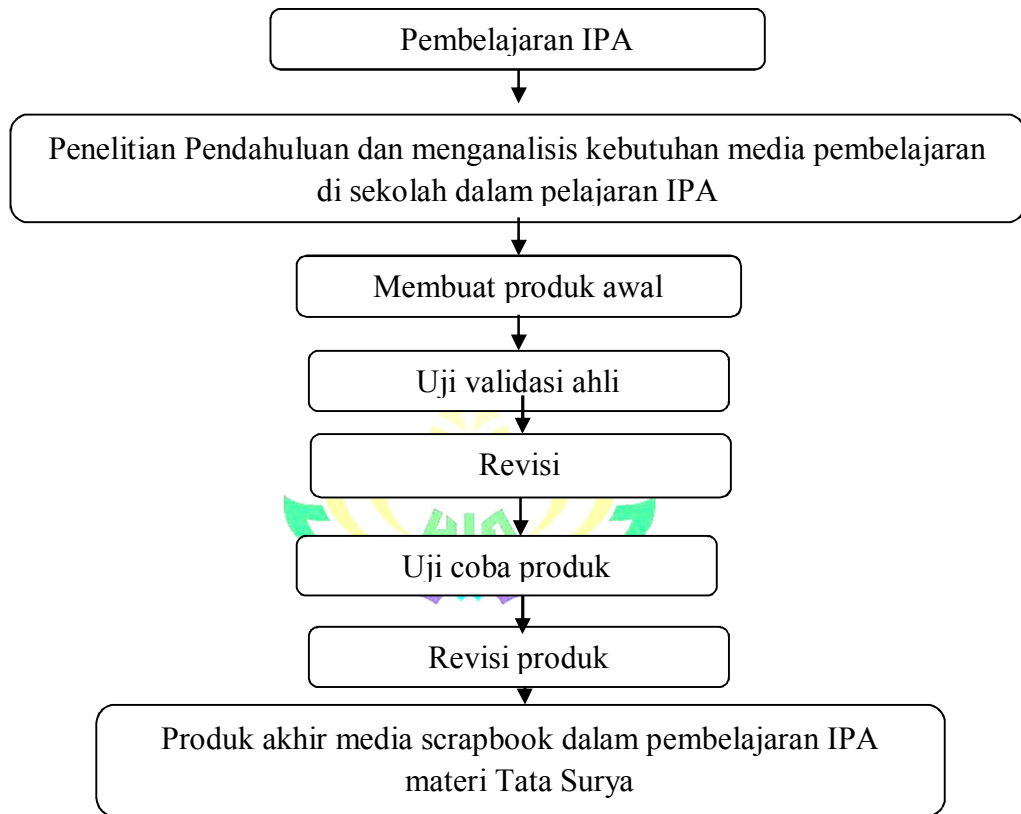 Pembelajaran IPA
Penelitian Pendahuluan dan menganalisis kebutuhan media pembelajaran
di sekolah dalam pelajaran IPA
Membuat produk awal
Uji validasi ahli
Revisi
Uji coba produk
Revisi produk
Produk akhir media scrapbook dalam pembelajaran IPA
materi Tata Surya